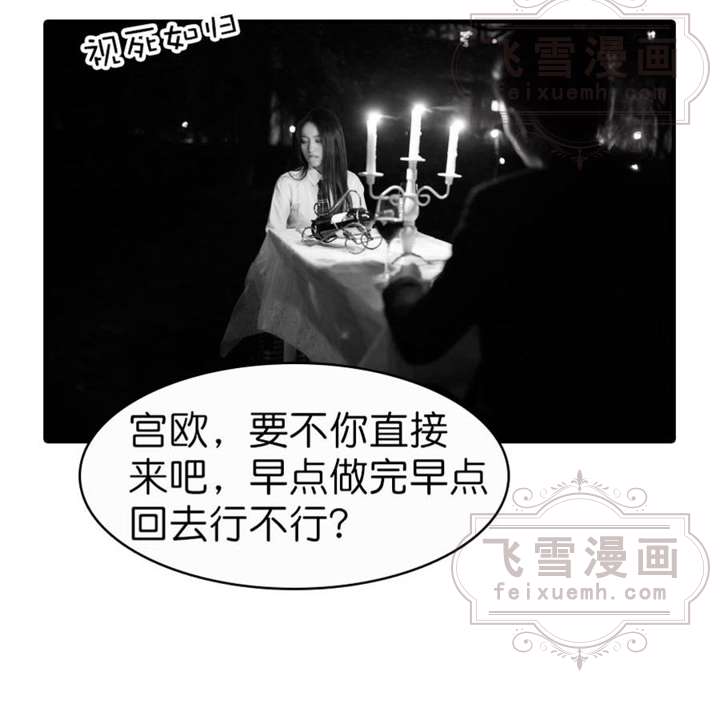 飞雪漫画
feixuemh.com
视死如归
宫欧，要不你直接
来吧，早点做完早点
回去行不行？
飞雪漫画
feixuemh.com